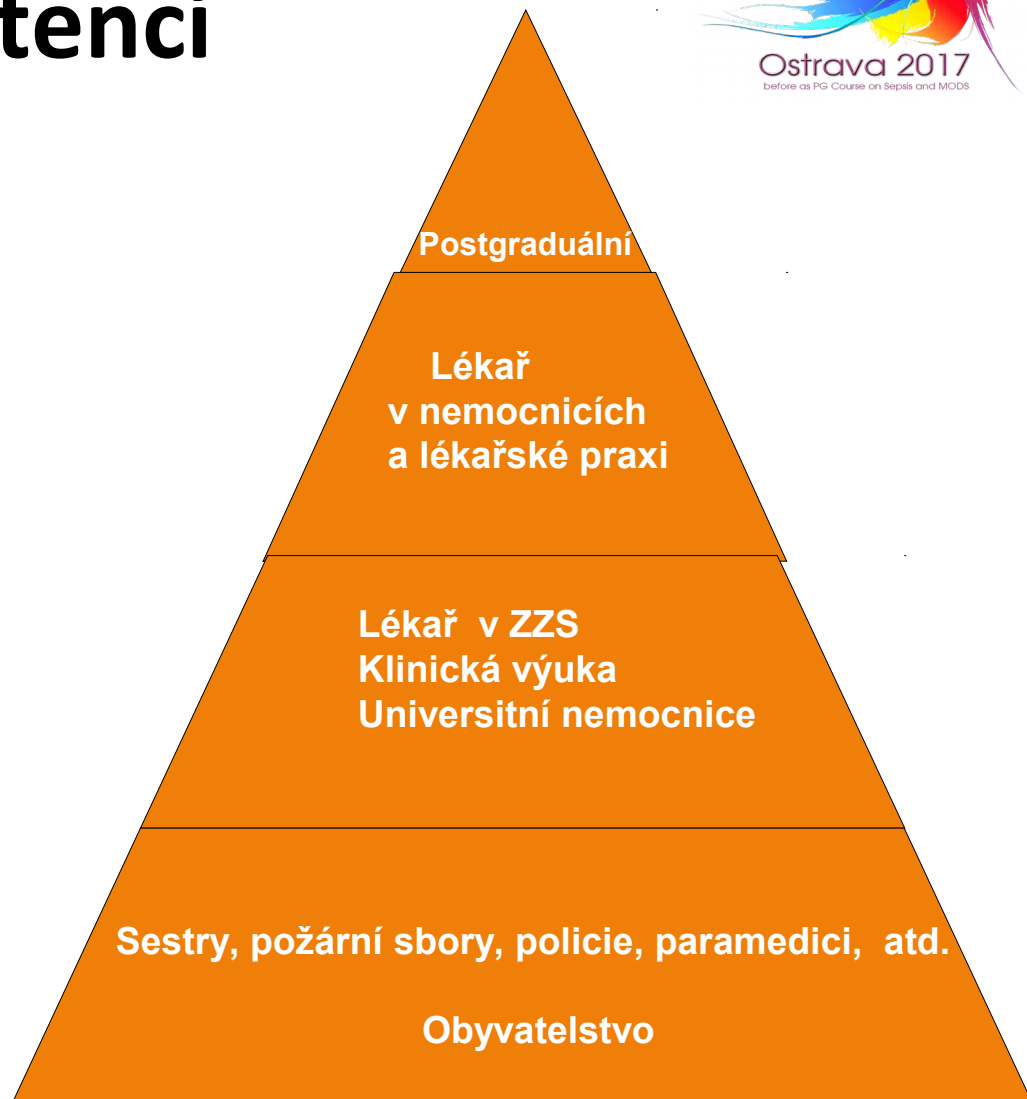 tencí
Ostrava 2017
before as PG Course on Sepsis and MODS
Postgraduální
Lékař
v nemocnicích
a lékařské praxi
Lékař v ZZS
Klinická výuka
Universitní nemocnice
Sestry, požární sbory, policie, paramedici, atd.
Obyvatelstvo